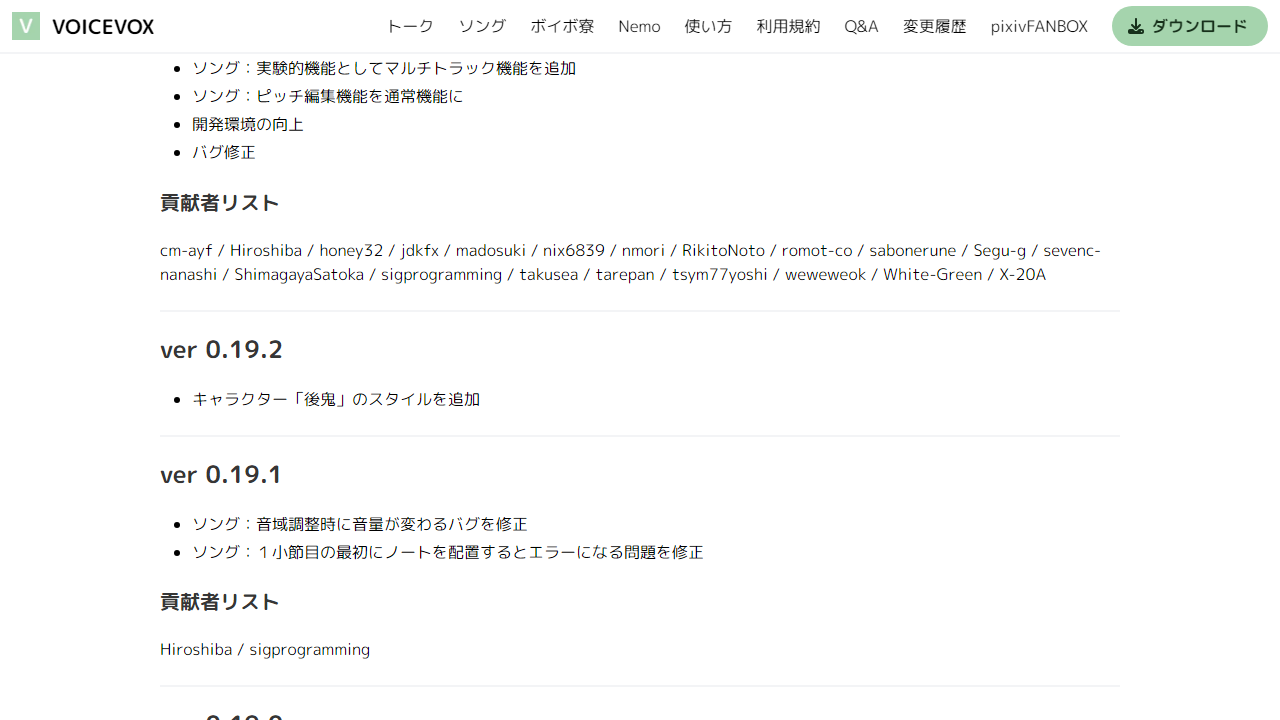 VOICEVOX
トーク ソング ボイボ寮 Nemo 使い方 利用規約 Q&A 変更履歴 pixivFANBOX ダウンロード
ソング：実験的機能としてマルチトラック機能を追加
ソング：ピッチ編集機能を通常機能に
開発環境の向上
バグ修正
貢献者リスト
cm-ayf / Hiroshiba / honey32 / jdkfx / madosuki / nix6839 / nmori / RikitoNoto / romot-co / sabonerune / Segu-g / sevenc-
nanashi / ShimagayaSatoka / sigprogramming / takusea / tarepan / tsym77yoshi / weweweok / White-Green / X-20A
ver 0.19.2
キャラクター「後鬼」のスタイルを追加
ver 0.19.1
ソング：音域調整時に音量が変わるバグを修正
ソング：１小節目の最初にノートを配置するとエラーになる問題を修正
貢献者リスト
Hiroshiba / sigprogramming